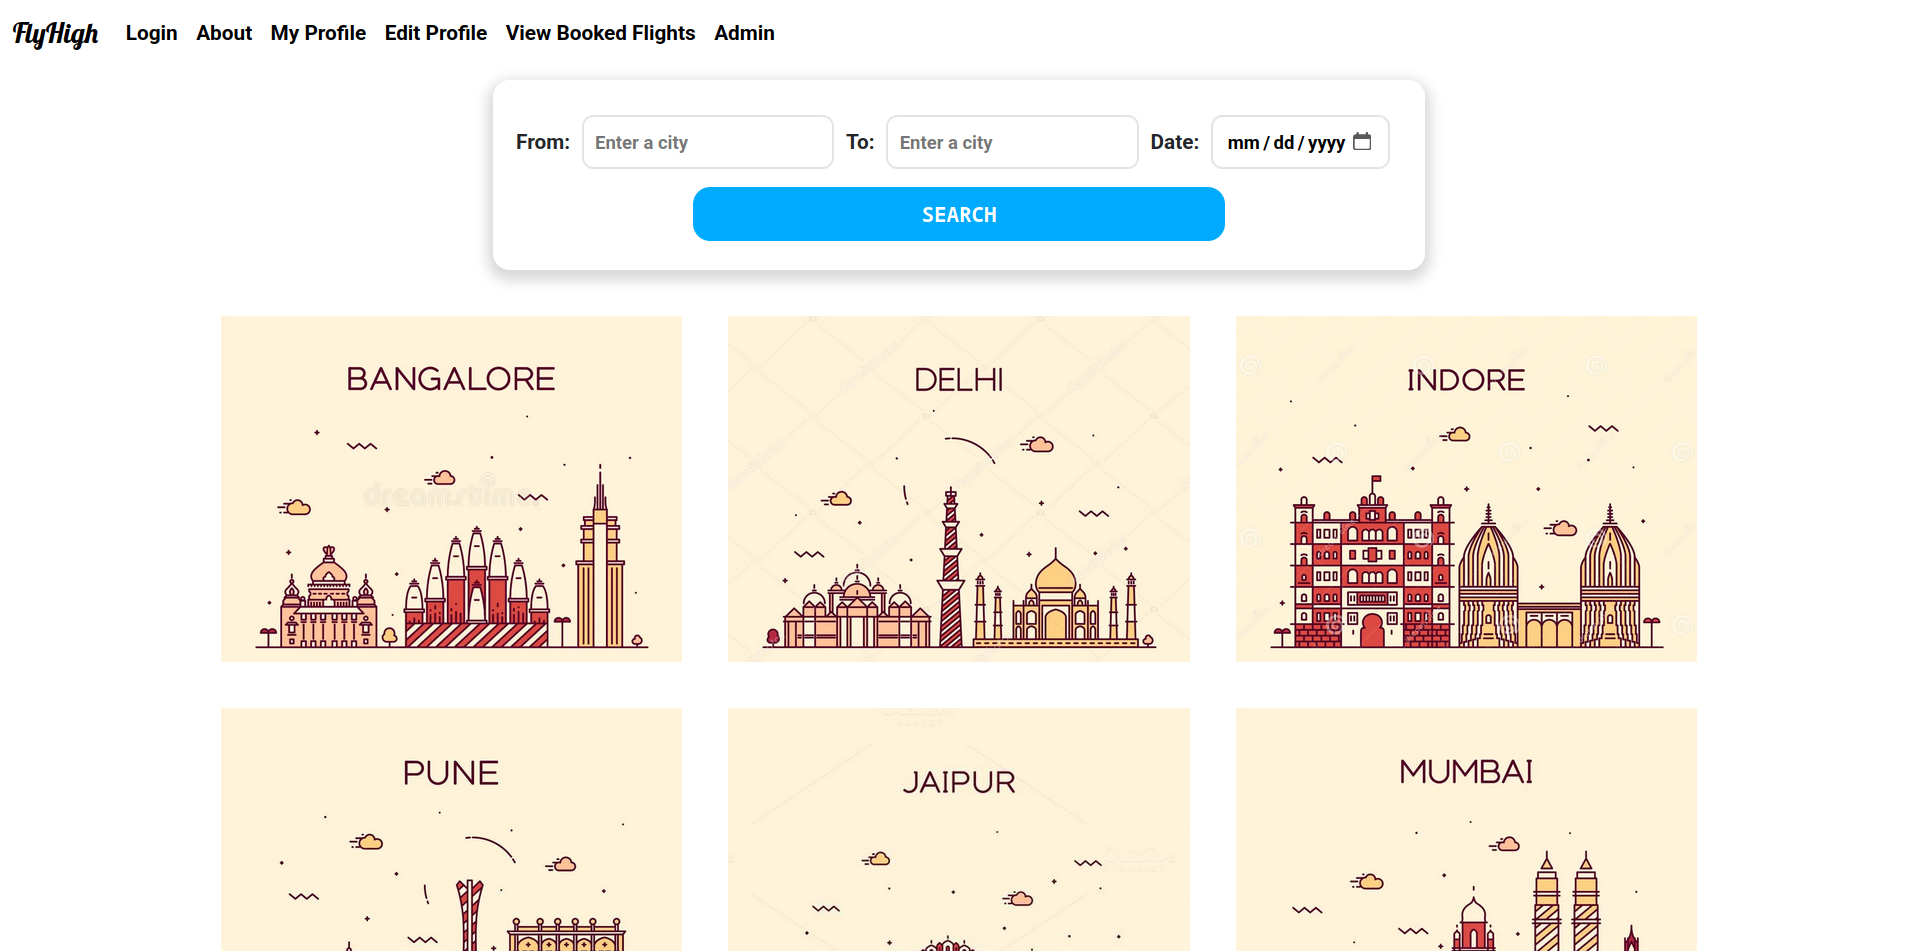 FlyHigh Login About My Profile Edit Profile View Booked Flights Admin
From: Enter a city To: Enter a city Date: mm/dd/yyyy
SEARCH
BANGALORE DELHI INDORE
dreamstime
PUNE JAIPUR MUMBAI